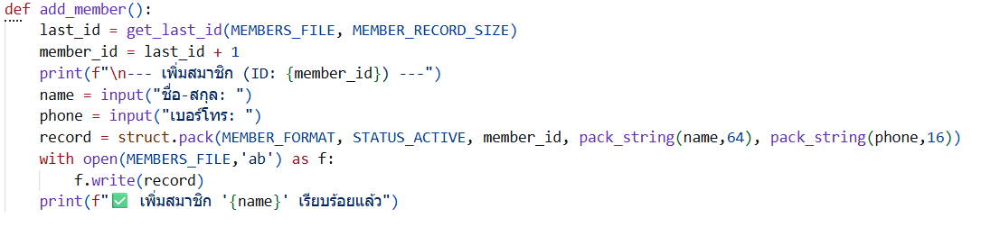 def add_member():
    last_id = get_last_id(MEMBERS_FILE, MEMBER_RECORD_SIZE)
    member_id = last_id + 1
    print(f"\n--- เพิ่มสมาชิก (ID: {member_id}) ---")
    name = input("ชื่อ-สกุล: ")
    phone = input("เบอร์โทร: ")
    record = struct.pack(MEMBER_FORMAT, STATUS_ACTIVE, member_id, pack_string(name,64), pack_string(phone,16))
    with open(MEMBERS_FILE,'ab') as f:
        f.write(record)
    print(f"✅ เพิ่มสมาชิก '{name}' เรียบร้อยแล้ว")